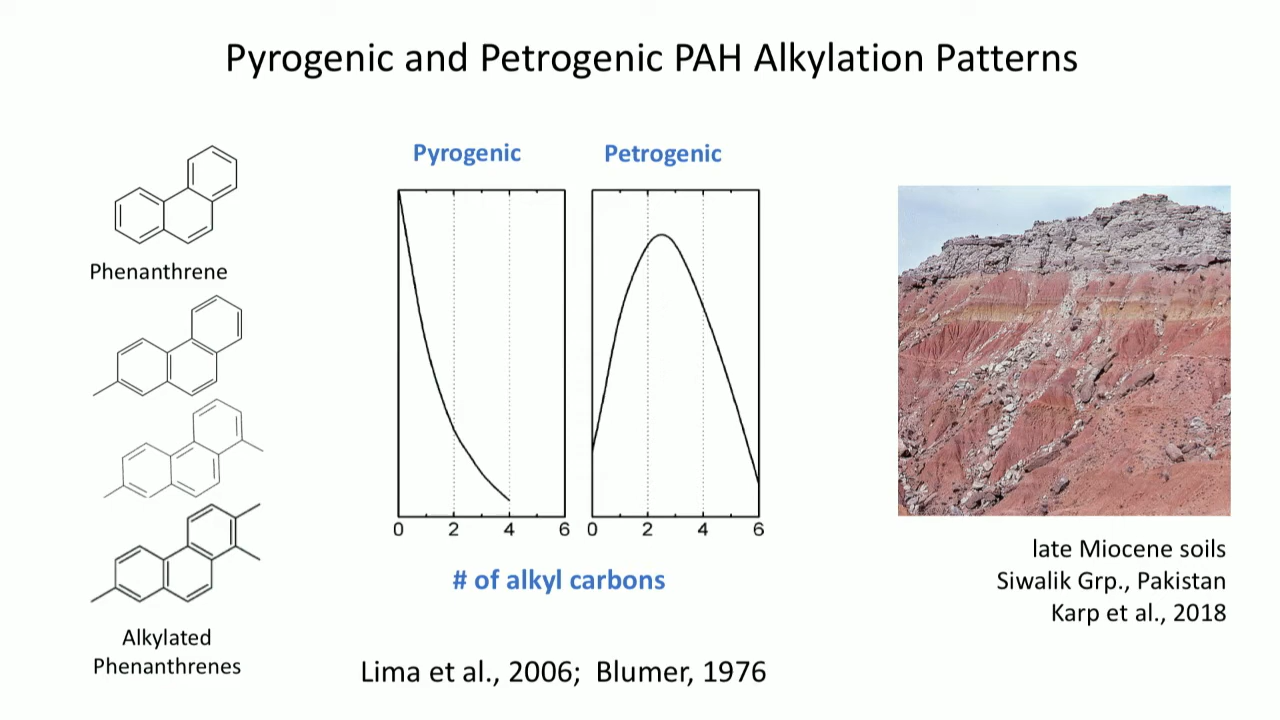 Pyrogenic and Petrogenic PAH Alkylation Patterns
Phenanthrene
Alkylated
Phenanthrenes
Pyrogenic
Petrogenic
0 2 4 6
0 2 4 6
# of alkyl carbons
Lima et al., 2006; Blumer, 1976
late Miocene soils
Siwalik Grp., Pakistan
Karp et al., 2018